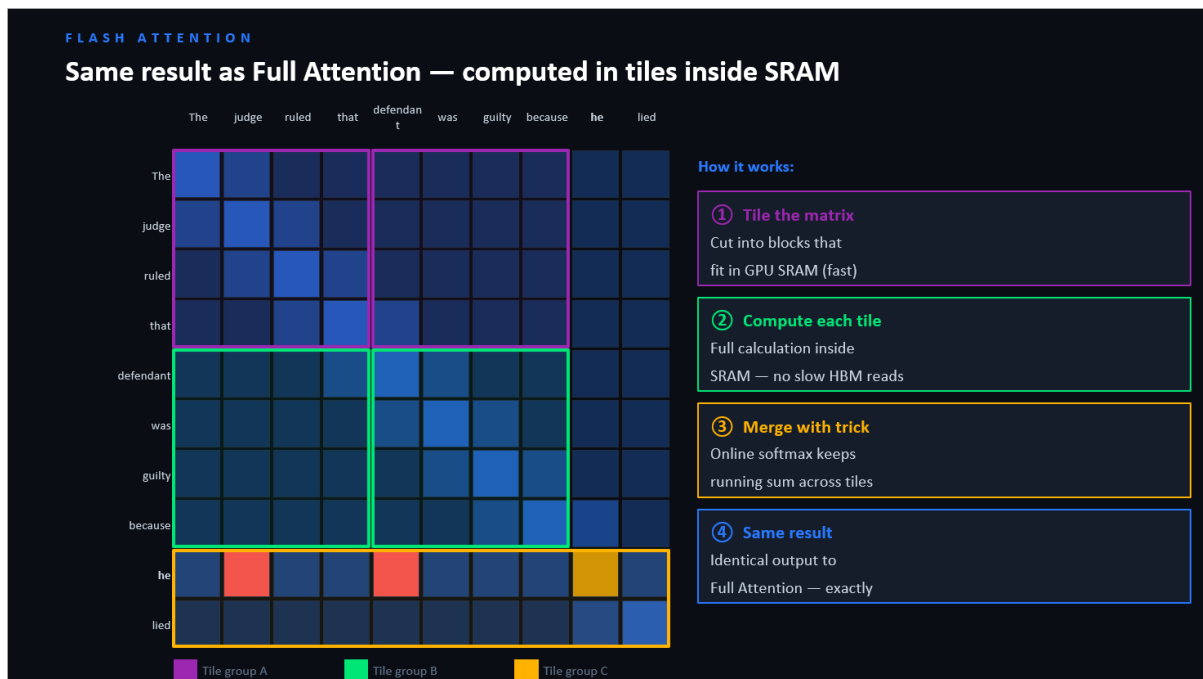 FLASH ATTENTION
Same result as Full Attention — computed in tiles inside SRAM
The judge ruled that defendan
t was guilty because he lied
The
judge
ruled
that
defendant
was
guilty
because
he
lied
How it works:
① Tile the matrix
Cut into blocks that
fit in GPU SRAM (fast)
② Compute each tile
Full calculation inside
SRAM — no slow HBM reads
③ Merge with trick
Online softmax keeps
running sum across tiles
④ Same result
Identical output to
Full Attention — exactly
Tile group A Tile group B Tile group C